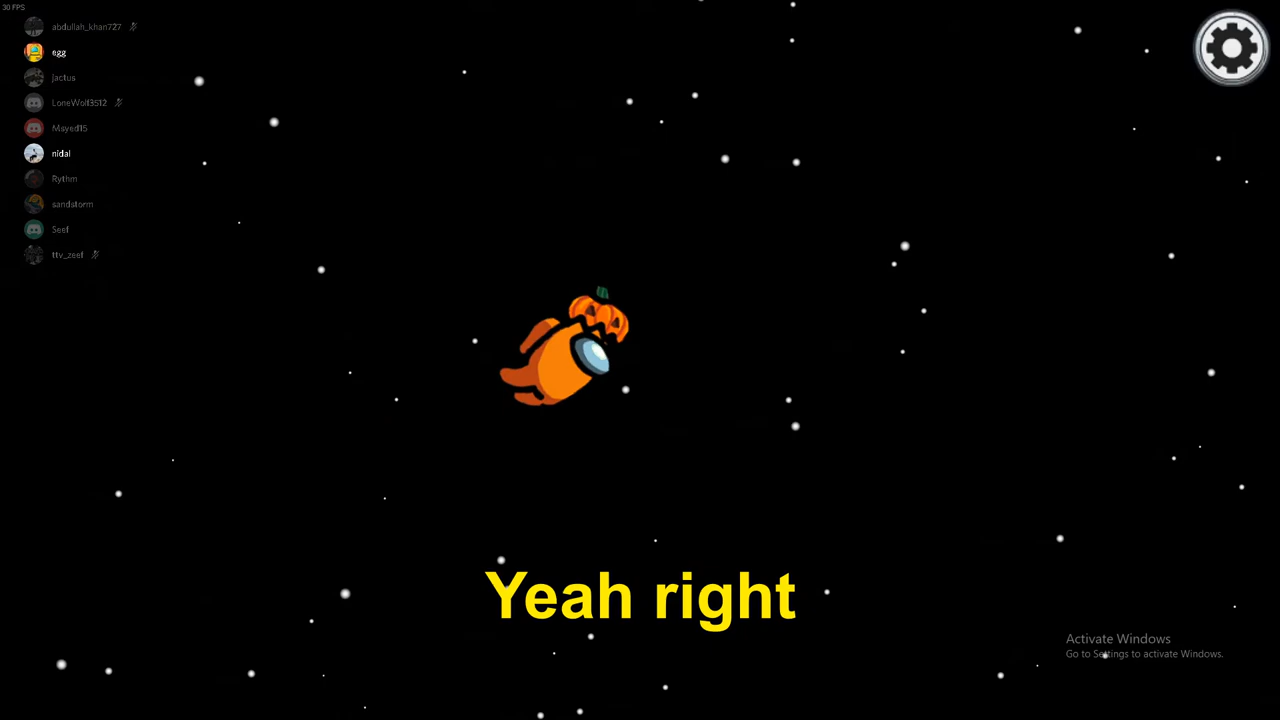 30 FPS
abdullah_khan727
egg
jactus
LoneWolf3512
Mayed15
nidal
Rythm
sandstorm
Seef
ttv_zeef
Yeah right
Activate Windows
Go to Settings to activate Windows.